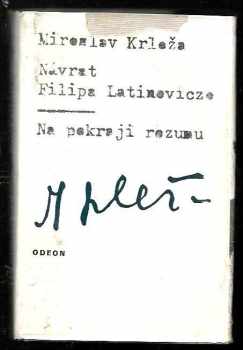 Miroslav Krleža
Návrat
Filipa Latinovicze
Na pokraji rozumu
ODEON